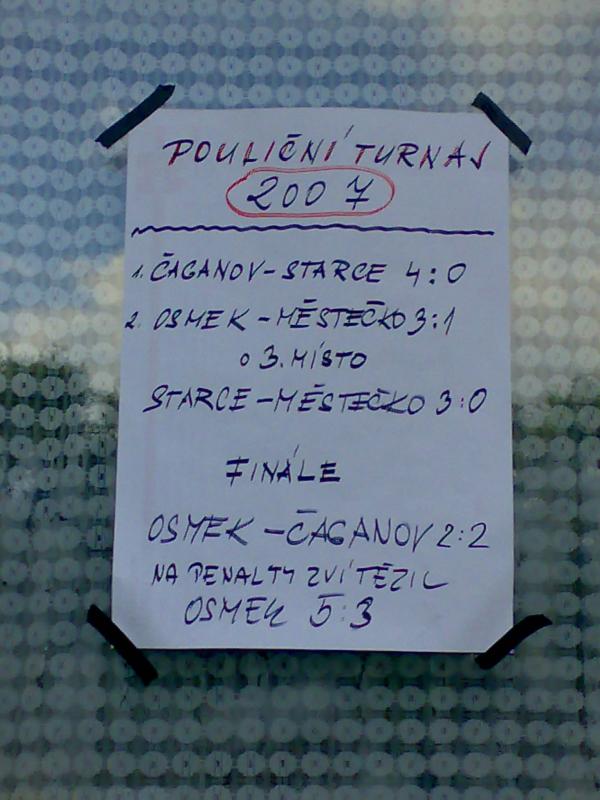 POULIČNÍ TURNAJ
2007
1. ČAGANOV-STARCE 4:0
2. OSMEK-MĚSTEČKO 3:1
o 3. MÍSTO
STARCE-MĚSTEČKO 3:0
FINÁLE
OSMEK-ČAGANOV 2:2
NA PENALTY ZVÍTĚZIL
OSMEK 5:3